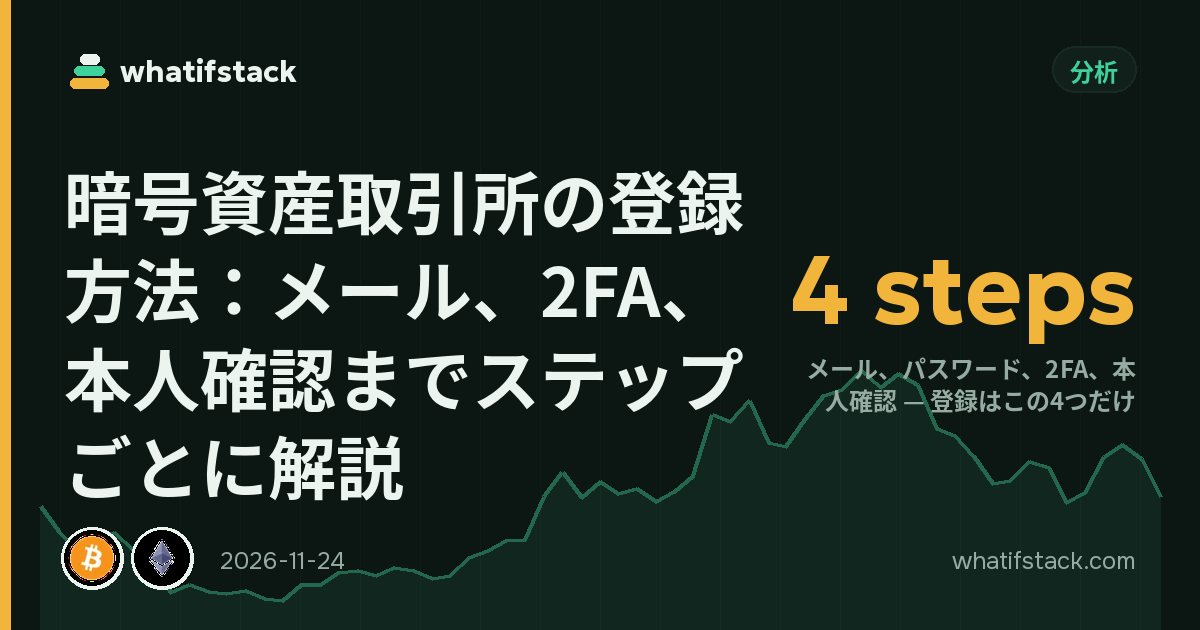 whatifstack
分析
暗号資産取引所の登録
方法：メール、2FA、
本人確認までステップ
ごとに解説
4 steps
メール、パスワード、2FA、本
人確認 — 登録はこの4つだけ
2026-11-24
whatifstack.com